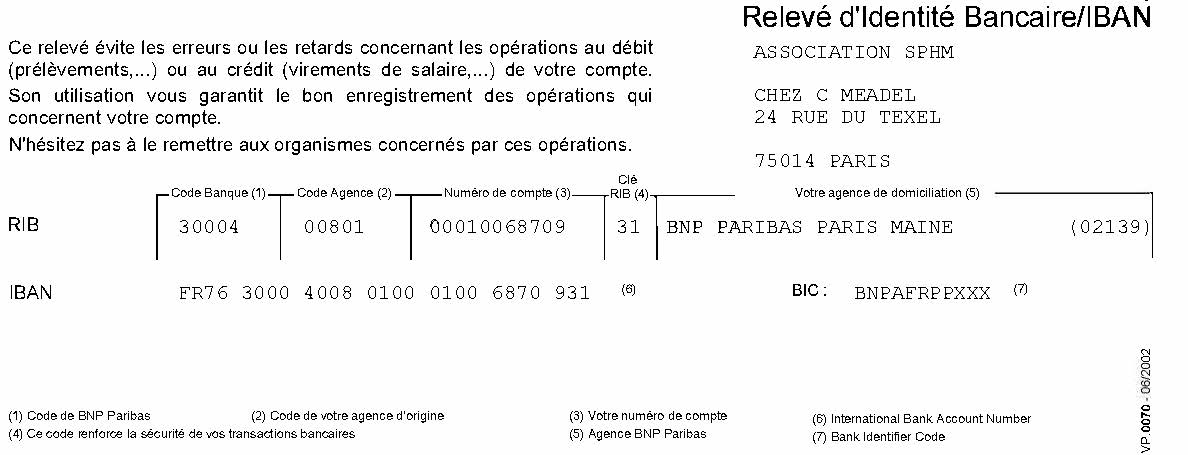 Relevé d'Identité Bancaire/IBAN
Ce relevé évite les erreurs ou les retards concernant les opérations au débit
(prélèvements,...) ou au crédit (virements de salaire,...) de votre compte.
Son utilisation vous garantit le bon enregistrement des opérations qui
concernent votre compte.
N'hésitez pas à le remettre aux organismes concernés par ces opérations.
ASSOCIATION SPHM
CHEZ C MEADEL
24 RUE DU TEXEL
75014 PARIS
Code Banque (1) Code Agence (2) Numéro de compte (3) Clé RIB (4) Votre agence de domiciliation (5)
RIB 30004 00801 00010068709 31 BNP PARIBAS PARIS MAINE (02139)
IBAN FR76 3000 4008 0100 0100 6870 931 (6) BIC : BNPAFRPPXXX (7)
(1) Code de BNP Paribas (2) Code de votre agence d'origine (3) Votre numéro de compte (6) International Bank Account Number
(4) Ce code renforce la sécurité de vos transactions bancaires (5) Agence BNP Paribas (7) Bank Identifier Code
VP. 0070 - 06/2002